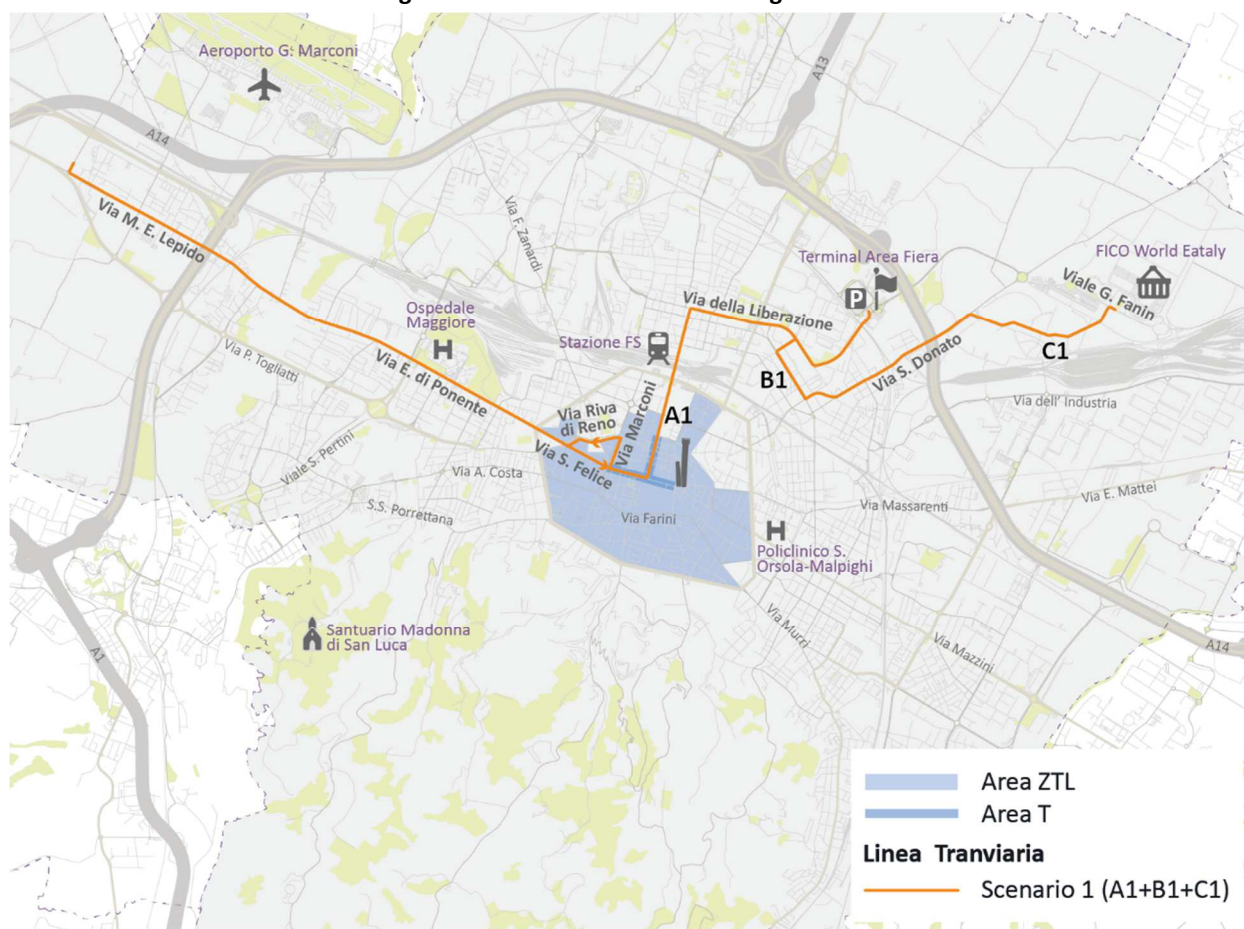 Aeroporto G. Marconi
A13
A14
Via M. E. Lepido
Via F. Zanardi
Terminal Area Fiera
P
FICO World Eataly
Viale G. Fanin
Ospedale
Maggiore
H
Via della Liberazione
Stazione FS
Via P. Togliatti
Via E. di Ponente
B1
Via S. Donato
C1
Via Marconi
A1
Via dell' Industria
Via Riva
di Reno
Via S. Felice
Viale S. Pertini
Via A. Costa
S.S. Porrettana
Via Farini
Via Massarenti
Via E. Mattei
H
Policlinico S.
Orsola-Malpighi
A1
Santuario Madonna
di San Luca
Via Murri
Via Mazzini
A14
Area ZTL
Area T
Linea Tranviaria
Scenario 1 (A1+B1+C1)